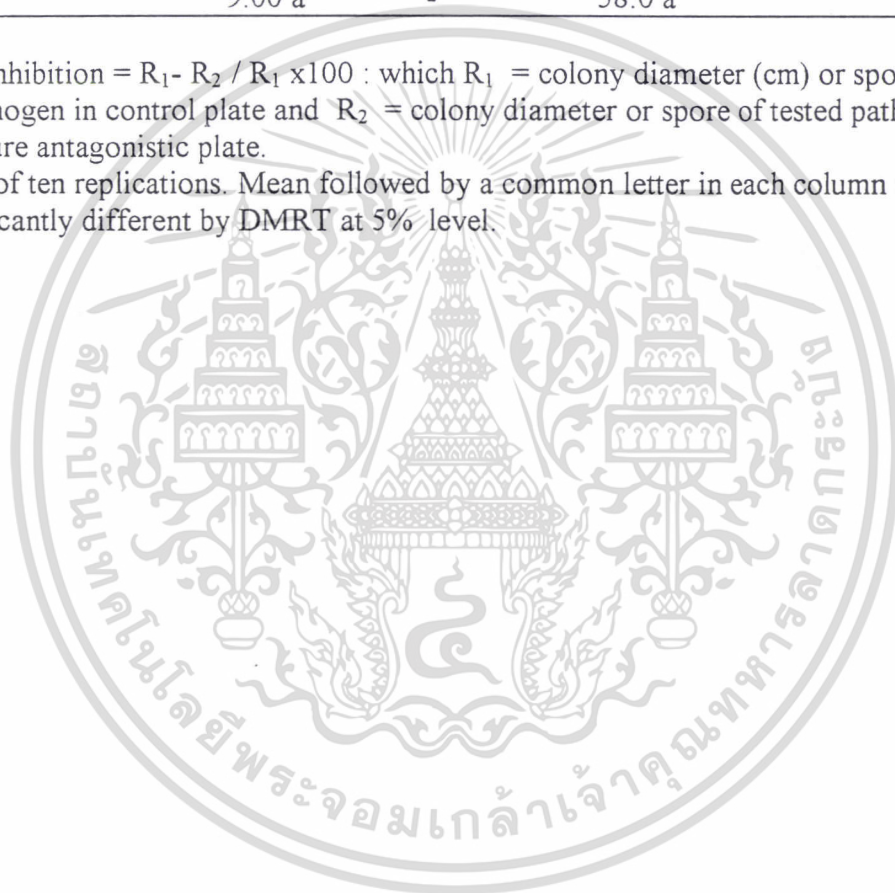 9.00 a - 58.0 a
nhibition = R₁- R₂ / R₁ x100 : which R₁ = colony diameter (cm) or spo
nogen in control plate and R₂ = colony diameter or spore of tested path
ure antagonistic plate.
of ten replications. Mean followed by a common letter in each column
cantly different by DMRT at 5% level.
สถาบันเทคโนโลยีพระจอมเกล้าเจ้าคุณทหารลาดกระบัง